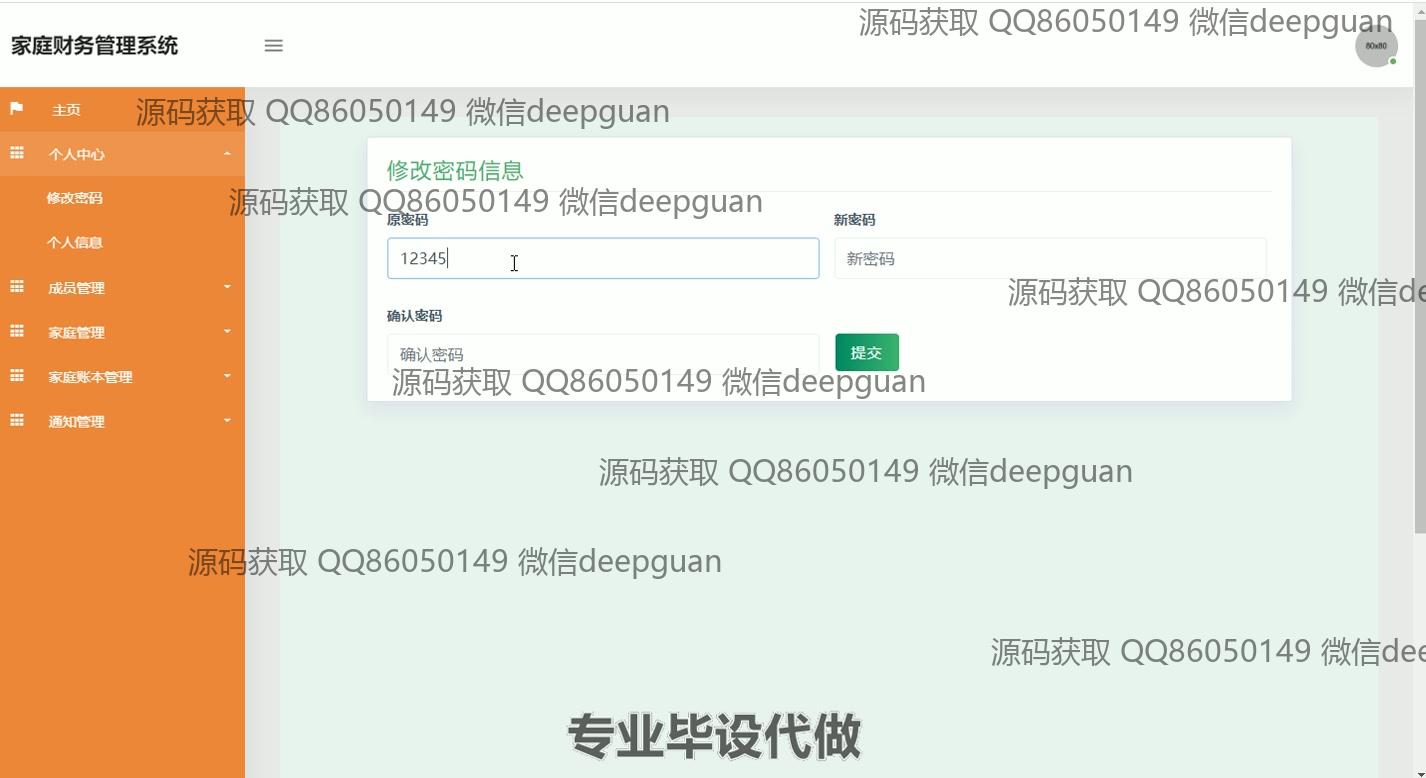 源码获取 QQ86050149 微信deepguan
家庭财务管理系统
80x80
主页
源码获取 QQ86050149 微信deepguan
个人中心
修改密码信息
修改密码
源码获取 QQ86050149 微信deepguan
原密码
新密码
个人信息
12345
新密码
成员管理
源码获取 QQ86050149 微信de
确认密码
家庭管理
确认密码
提交
家庭账本管理
源码获取 QQ86050149 微信deepguan
通知管理
源码获取 QQ86050149 微信deepguan
源码获取 QQ86050149 微信deepguan
源码获取 QQ86050149 微信dee
专业毕设代做